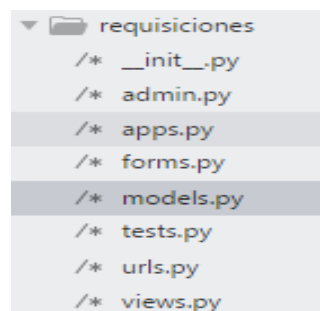 requisiciones
/* __init__.py
/* admin.py
/* apps.py
/* forms.py
/* models.py
/* tests.py
/* urls.py
/* views.py